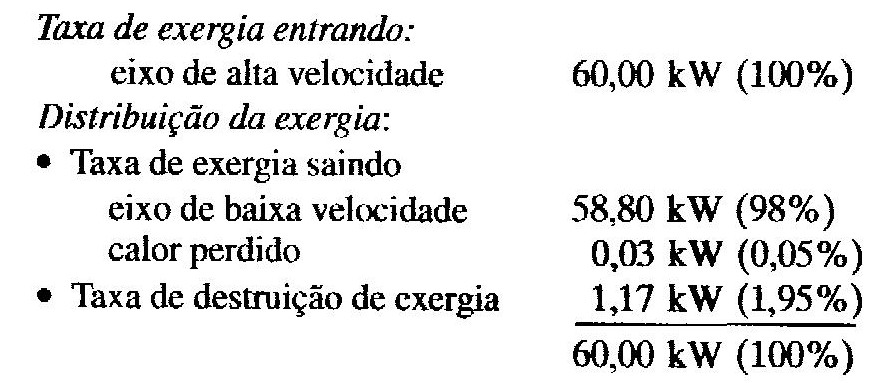 Taxa de exergia entrando:
eixo de alta velocidade 60,00 kW (100%)
Distribuição da exergia:
• Taxa de exergia saindo
eixo de baixa velocidade 58,80 kW (98%)
calor perdido 0,03 kW (0,05%)
• Taxa de destruição de exergia 1,17 kW (1,95%)
60,00 kW (100%)